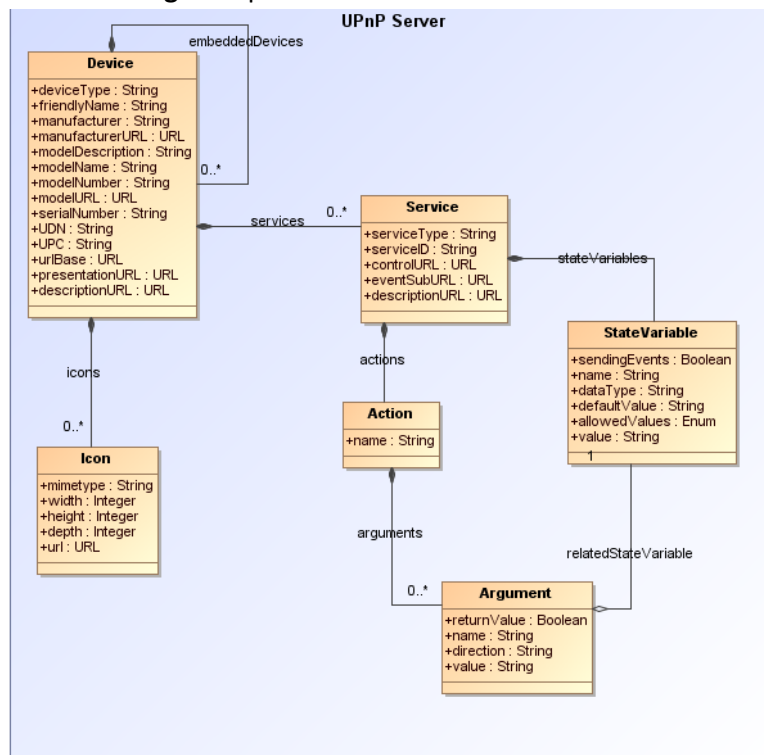 UPnP Server
embeddedDevices
Device
+deviceType : String
+friendlyName : String
+manufacturer : String
+manufacturerURL : URL
+modelDescription : String
+modelName : String
+modelNumber : String
+modelURL : URL
+serialNumber : String
+UDN : String
+UPC : String
+urlBase : URL
+presentationURL : URL
+descriptionURL : URL
0..*
services
0..*
Service
+serviceType : String
+serviceID : String
+controlURL : URL
+eventSubURL : URL
+descriptionURL : URL
stateVariables
StateVariable
+sendingEvents : Boolean
+name : String
+dataType : String
+defaultValue : String
+allowedValues : Enum
+value : String
1
icons
0..*
Icon
+mimetype : String
+width : Integer
+height : Integer
+depth : Integer
+url : URL
actions
Action
+name : String
arguments
0..*
relatedStateVariable
Argument
+returnValue : Boolean
+name : String
+direction : String
+value : String